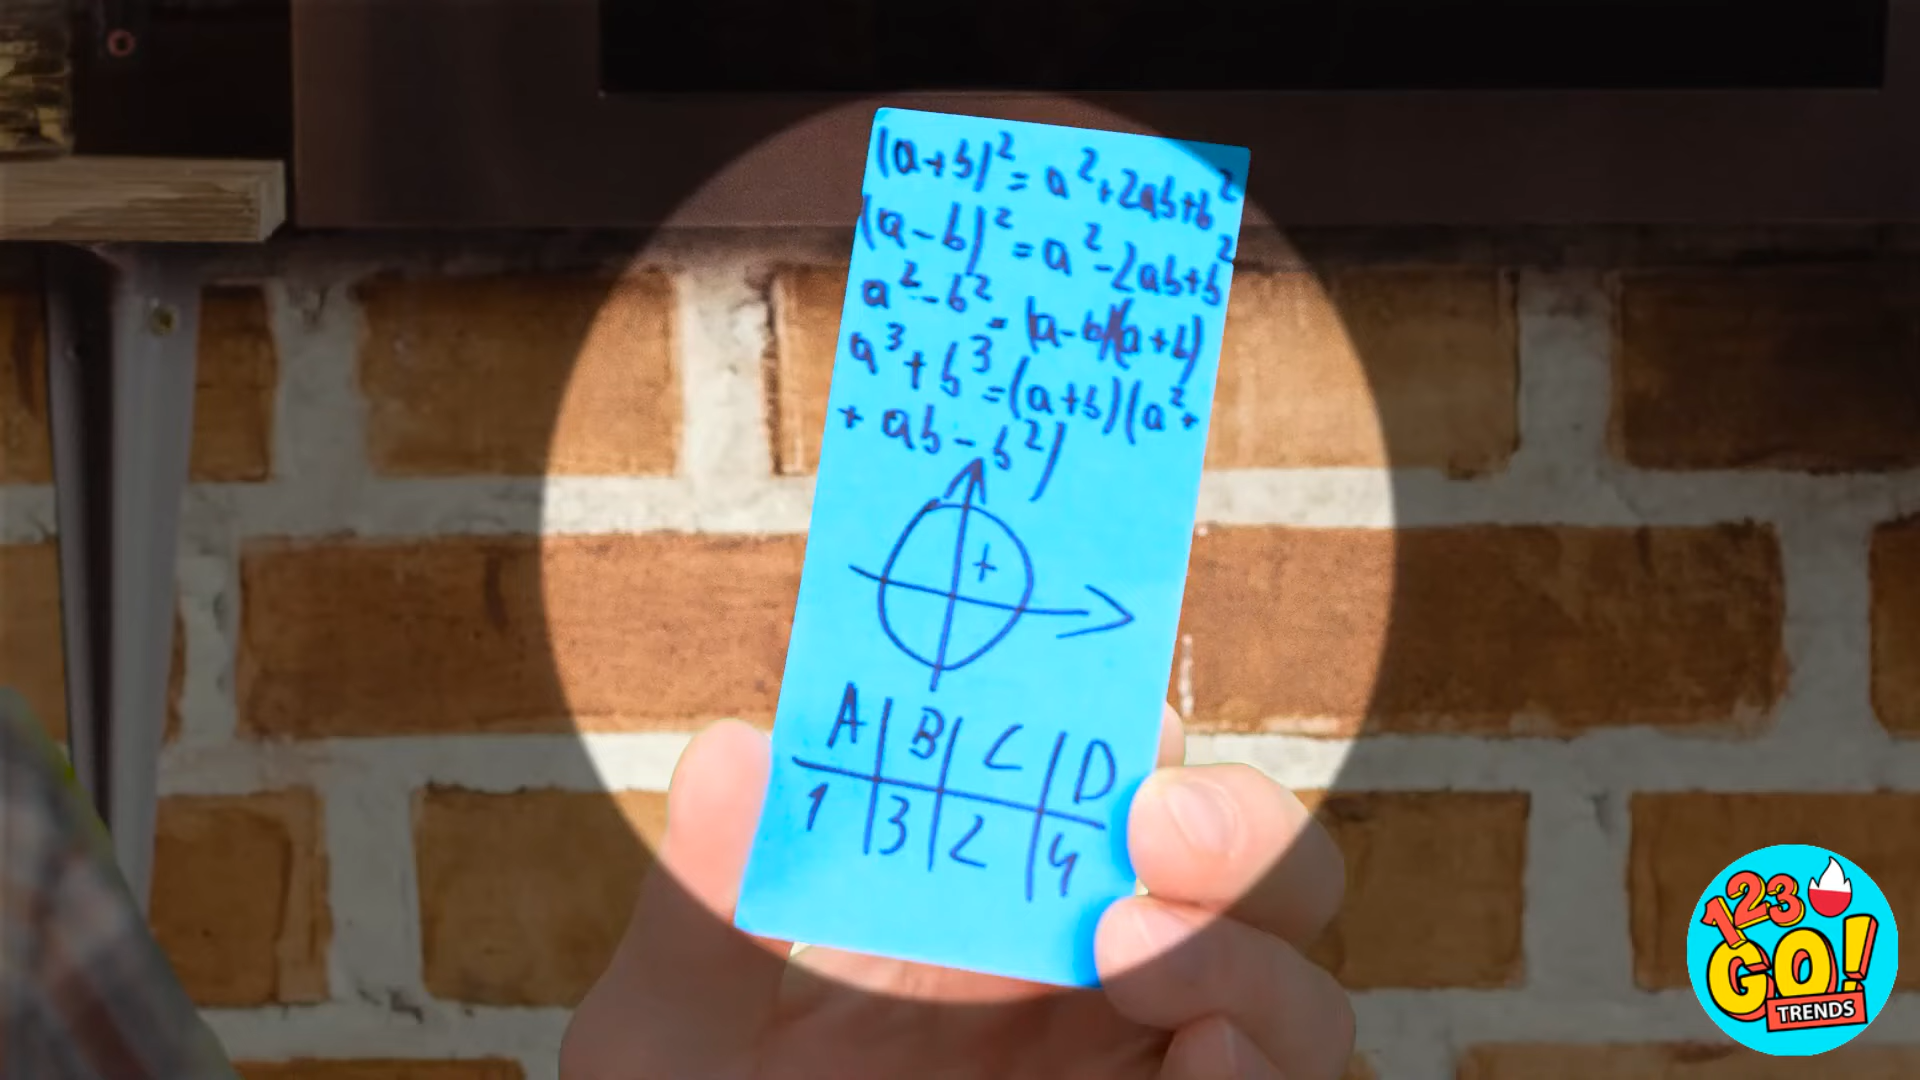 (a+b)²= a²+2ab+b²
(a-b)²=a²-2ab+b²
a²-b² = (a-b)(a+b)
a³+b³=(a+b)(a²+
+ab-b²)
+
A|B|C|D
1|3|2|4
123
GO!
TRENDS